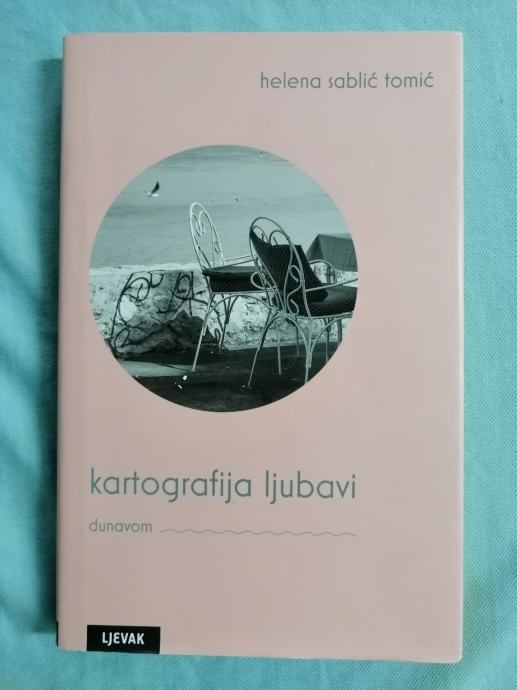 helena sablić tomić
kartografija ljubavi
dunavom
LJEVAK